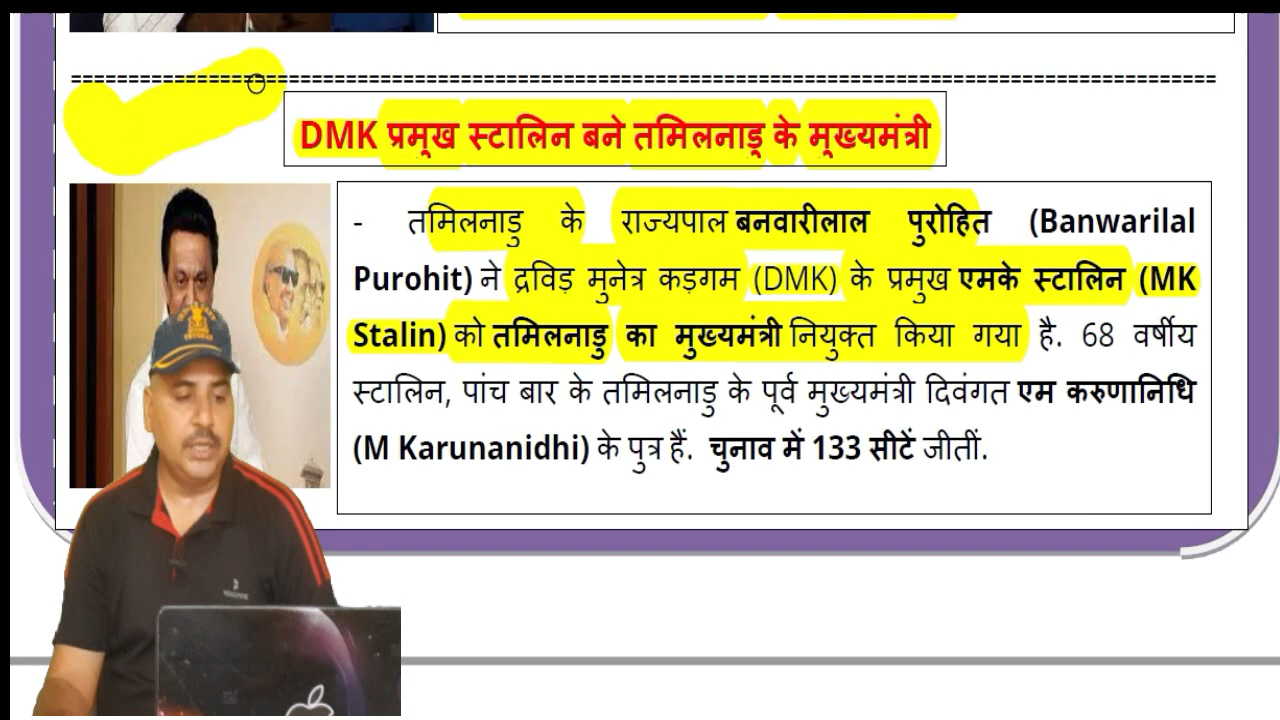 DMK प्रमुख स्टालिन बने तमिलनाडु के मुख्यमंत्री
- तमिलनाडु के राज्यपाल बनवारीलाल पुरोहित (Banwarilal
Purohit) ने द्रविड़ मुनेत्र कड़गम (DMK) के प्रमुख एमके स्टालिन (MK
Stalin) को तमिलनाडु का मुख्यमंत्री नियुक्त किया गया है. 68 वर्षीय
स्टालिन, पांच बार के तमिलनाडु के पूर्व मुख्यमंत्री दिवंगत एम करुणानिधि
(M Karunanidhi) के पुत्र हैं. चुनाव में 133 सीटें जीतीं.